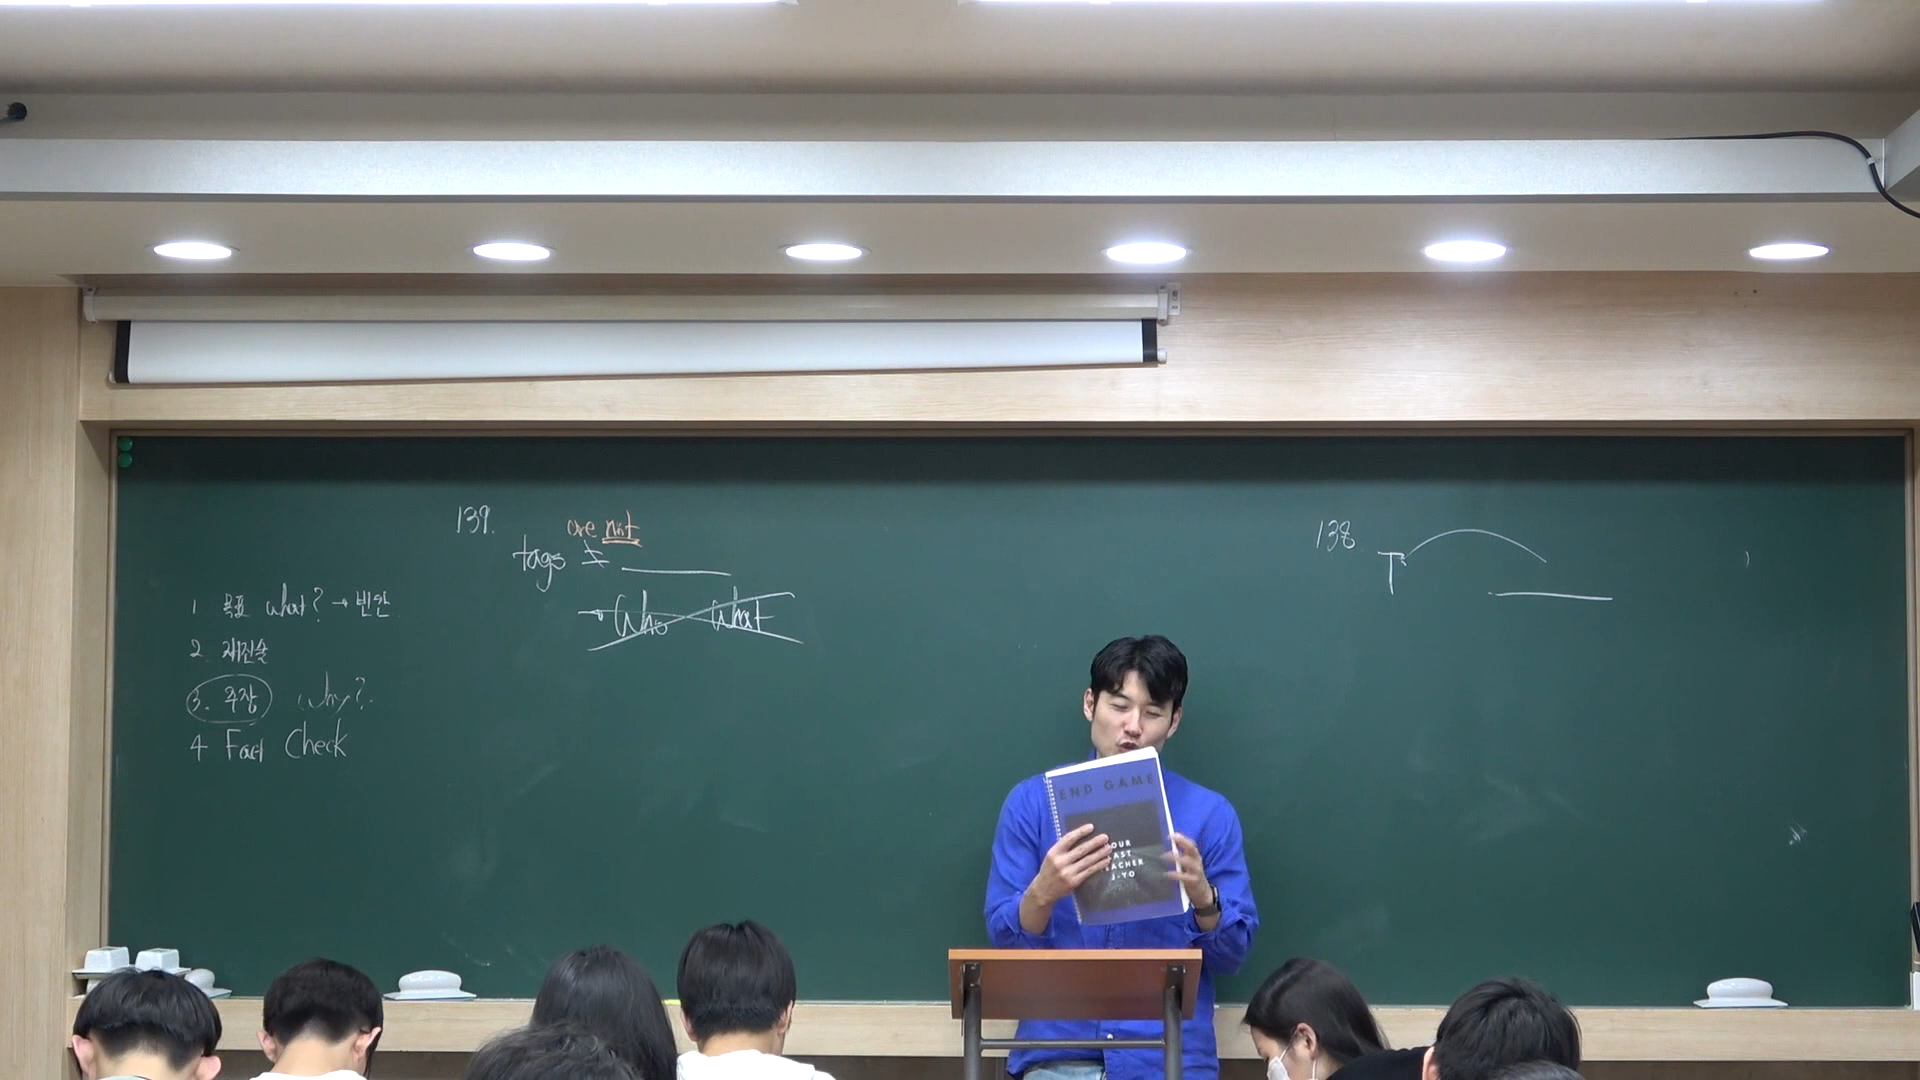 1 목표 what? → 빈칸
2 재진술
3. 주장 why?
4 Fact Check
139.
are not
tags ≠
→ Who What
138
T
END GAME
YOUR
LAST
TEACHER
J-YO